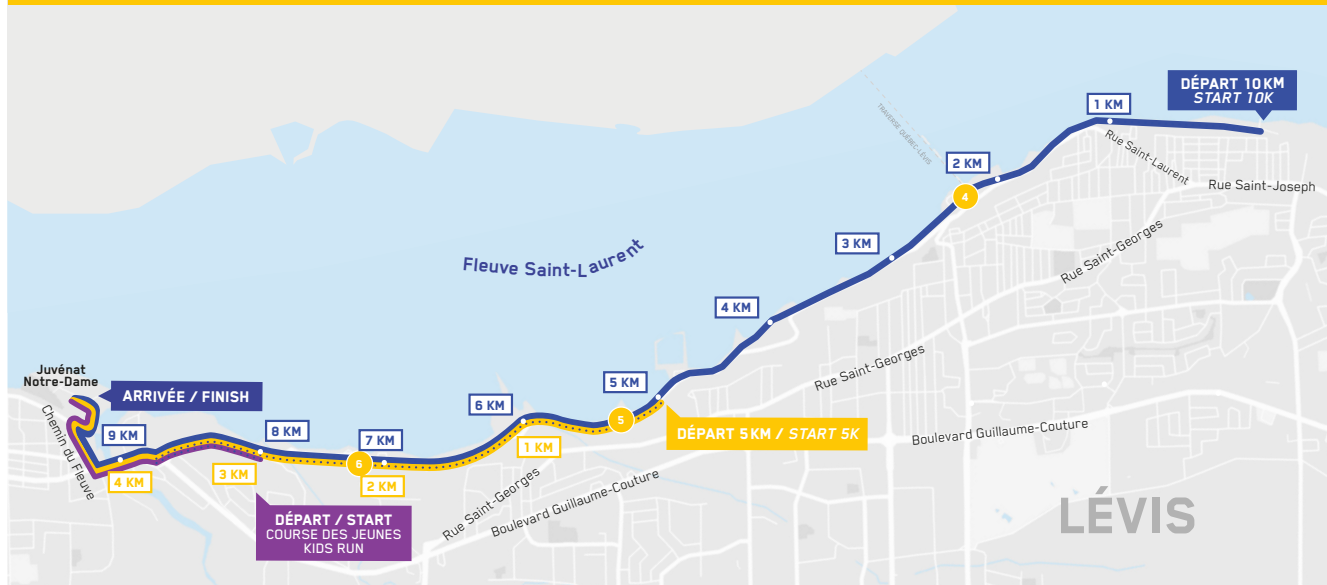 DÉPART 10 KM
START 10K
1 KM
TRAVERSE QUÉBEC-LÉVIS
Rue Saint-Laurent
2 KM
Rue Saint-Joseph
4
3 KM
Rue Saint-Georges
Fleuve Saint-Laurent
4 KM
Rue Saint-Georges
Juvénat
Notre-Dame
ARRIVÉE / FINISH
5 KM
6 KM
5
Chemin du Fleuve
9 KM
8 KM
7 KM
1 KM
DÉPART 5 KM / START 5K
Boulevard Guillaume-Couture
6
4 KM
3 KM
2 KM
Rue Saint-Georges
Boulevard Guillaume-Couture
DÉPART / START
COURSE DES JEUNES
KIDS RUN
LÉVIS